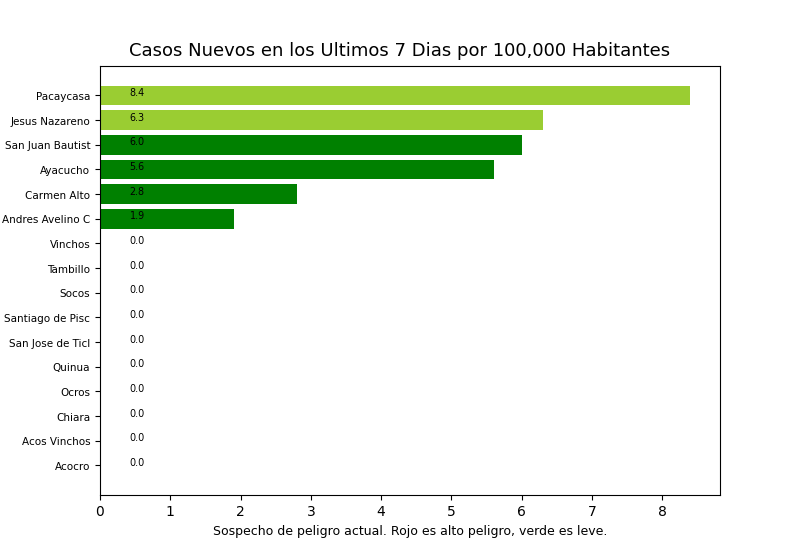 Casos Nuevos en los Ultimos 7 Dias por 100,000 Habitantes
Pacaycasa 8.4
Jesus Nazareno 6.3
San Juan Bautist 6.0
Ayacucho 5.6
Carmen Alto 2.8
Andres Avelino C 1.9
Vinchos 0.0
Tambillo 0.0
Socos 0.0
Santiago de Pisc 0.0
San Jose de Ticl 0.0
Quinua 0.0
Ocros 0.0
Chiara 0.0
Acos Vinchos 0.0
Acocro 0.0
0 1 2 3 4 5 6 7 8
Sospecho de peligro actual. Rojo es alto peligro, verde es leve.